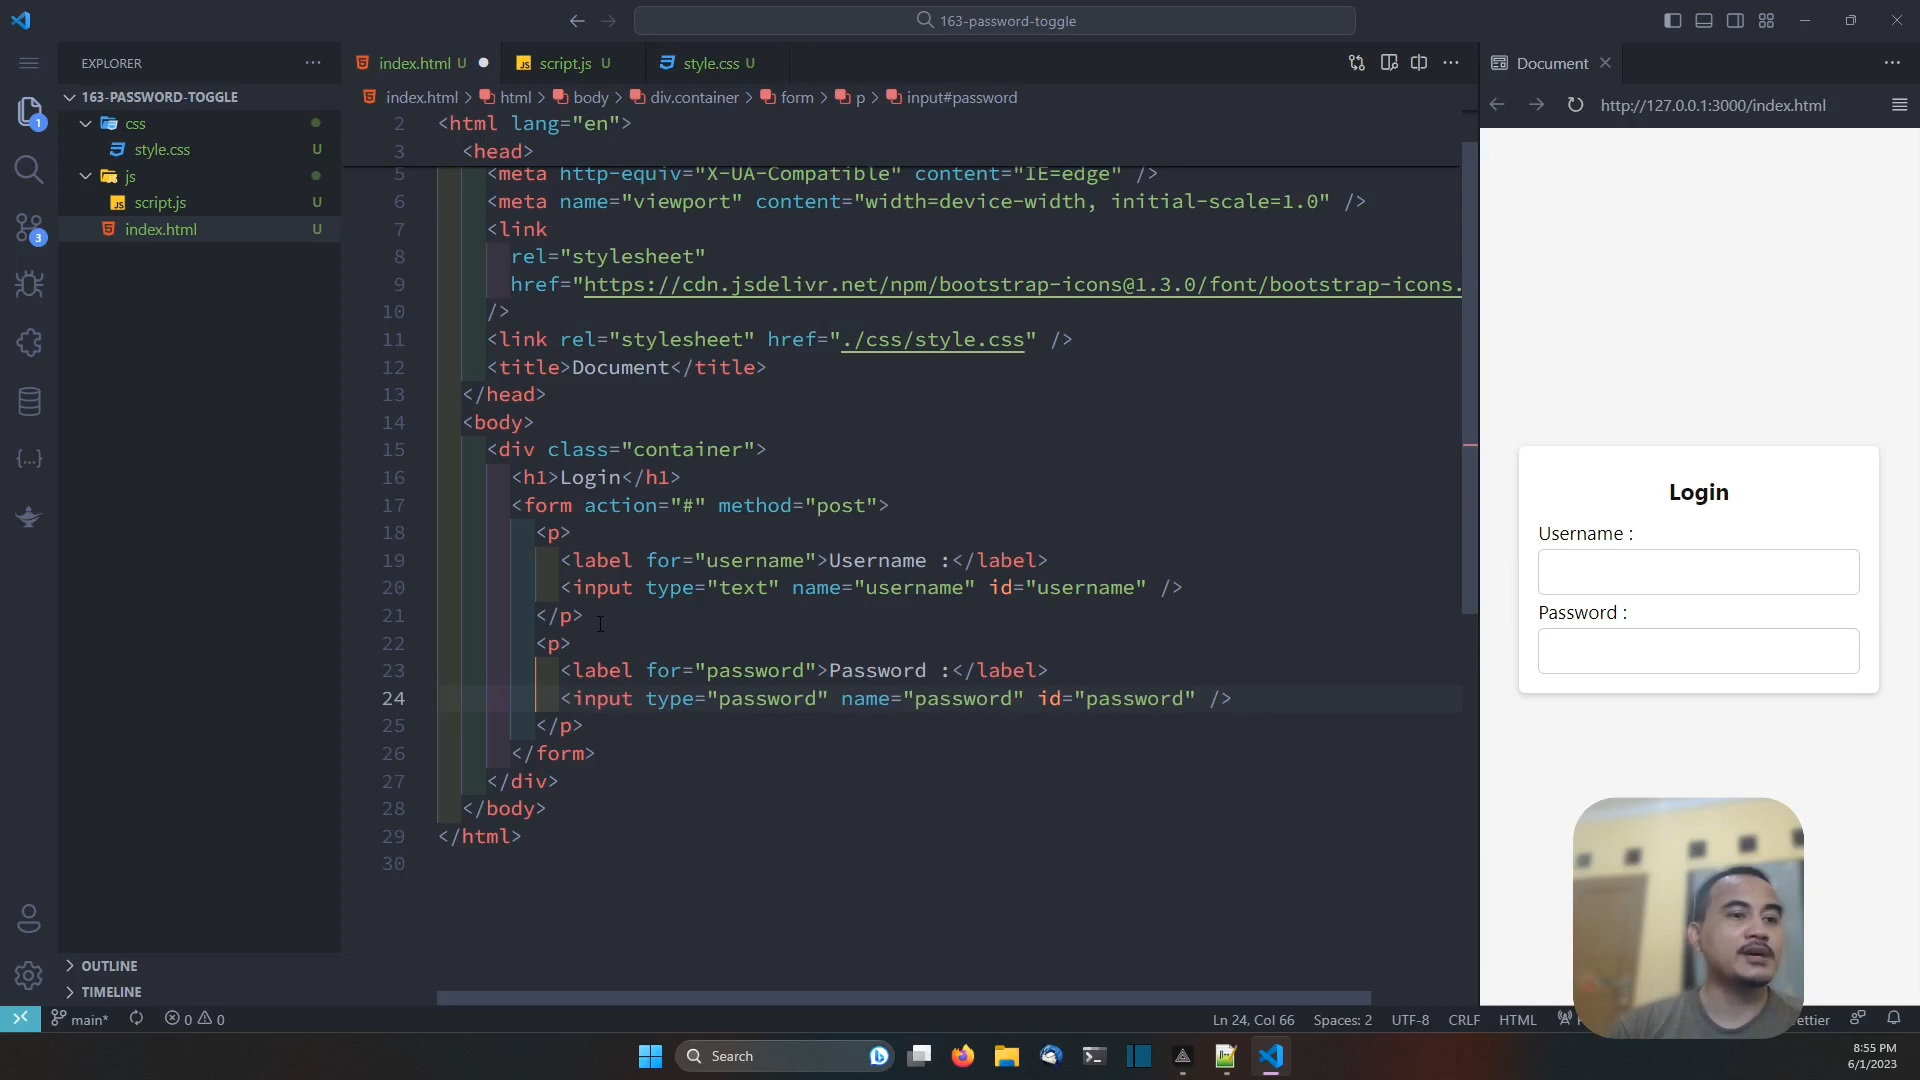 163-password-toggle
EXPLORER
163-PASSWORD-TOGGLE
css
style.css U
js
script.js U
index.html U
1
3
OUTLINE
TIMELINE
index.html U
script.js U
style.css U
index.html > html > body > div.container > form > p > input#password
2 <html lang="en">
3 <head>
5 <meta http-equiv="X-UA-Compatible" content="IE=edge" />
6 <meta name="viewport" content="width=device-width, initial-scale=1.0" />
7 <link
8 rel="stylesheet"
9 href="https://cdn.jsdelivr.net/npm/bootstrap-icons@1.3.0/font/bootstrap-icons.
10 />
11 <link rel="stylesheet" href="./css/style.css" />
12 <title>Document</title>
13 </head>
14 <body>
15 <div class="container">
16 <h1>Login</h1>
17 <form action="#" method="post">
18 <p>
19 <label for="username">Username :</label>
20 <input type="text" name="username" id="username" />
21 </p>
22 <p>
23 <label for="password">Password :</label>
24 <input type="password" name="password" id="password" />
25 </p>
26 </form>
27 </div>
28 </body>
29 </html>
30
Document
http://127.0.0.1:3000/index.html
Login
Username :
Password :
main*
0 0
Ln 24, Col 66
Spaces: 2
UTF-8
CRLF
HTML
ettier
Search
8:55 PM
6/1/2023